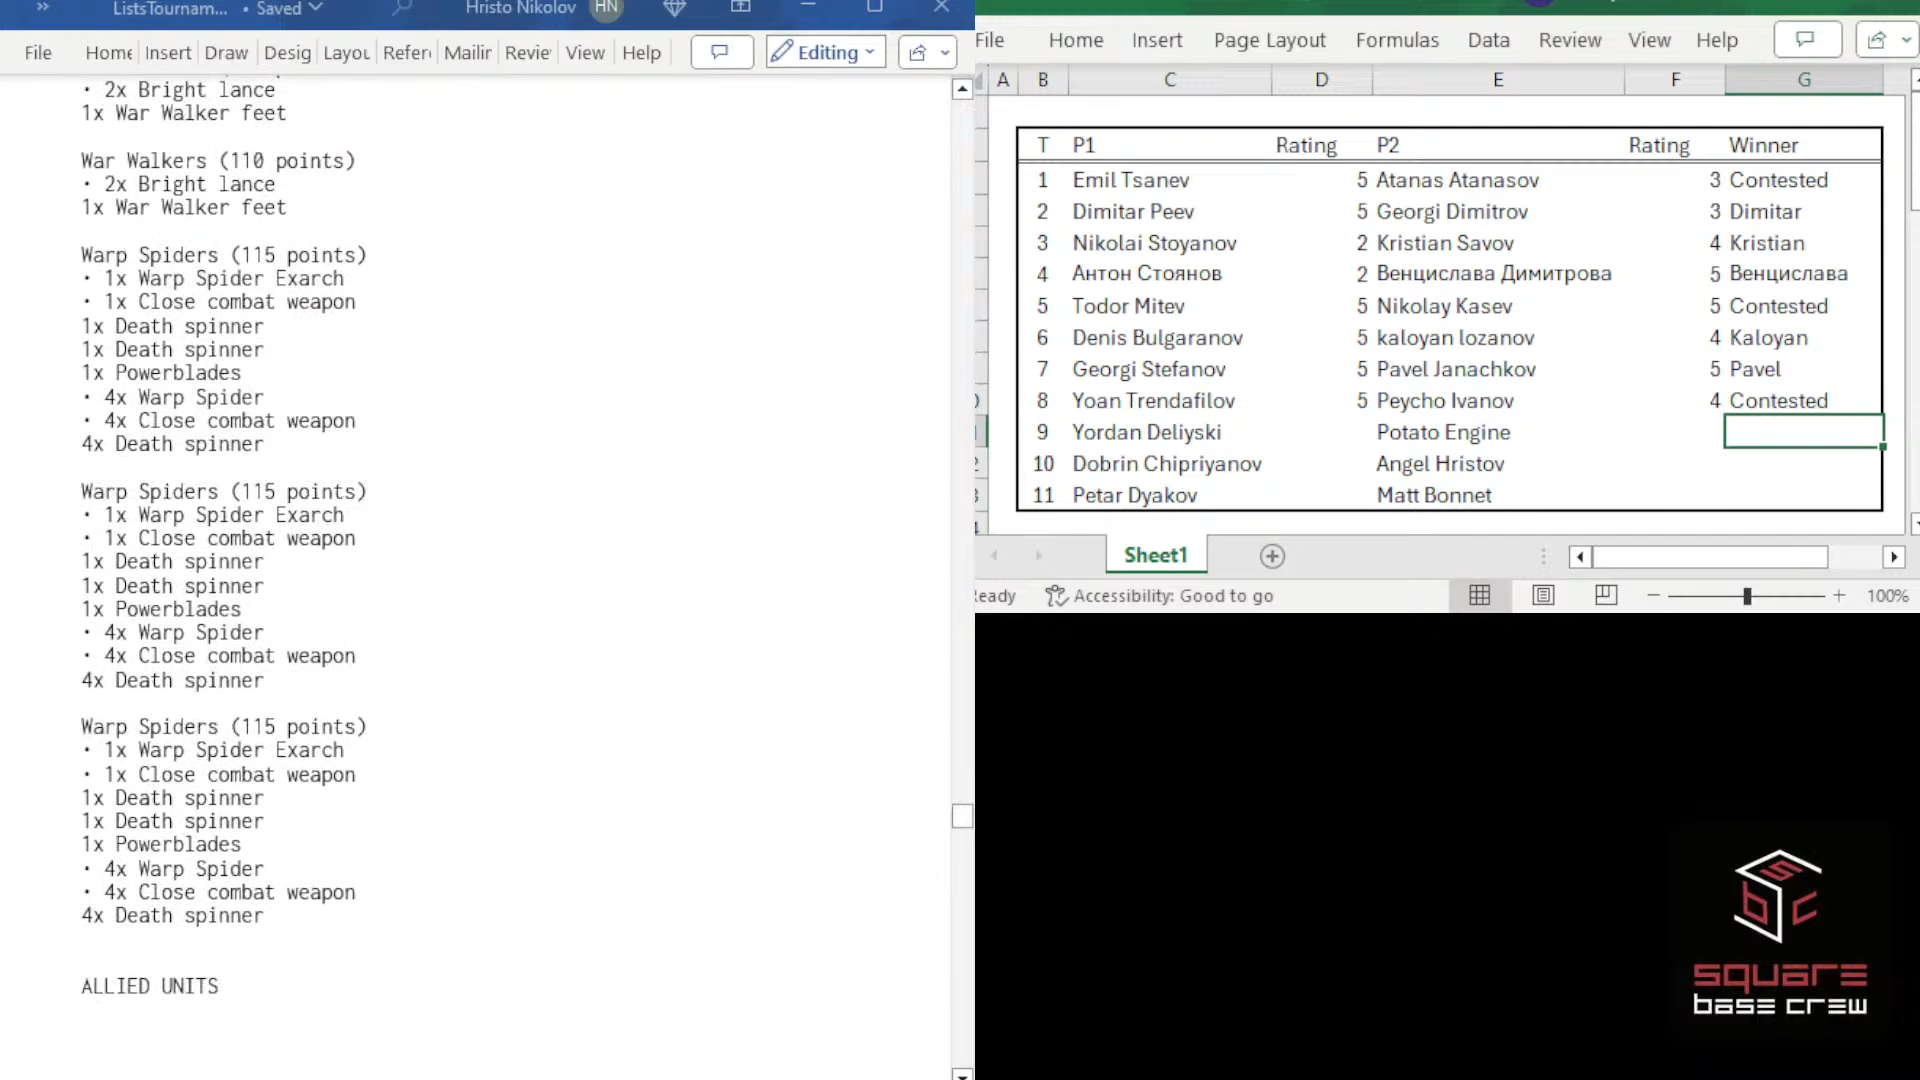 ListsTournam... • Saved
Hristo Nikolov HN
File Home Insert Draw Desig Layou Refer Mailin Revie View Help Editing
• 2x Bright lance
1x War Walker feet
War Walkers (110 points)
• 2x Bright lance
1x War Walker feet
Warp Spiders (115 points)
• 1x Warp Spider Exarch
• 1x Close combat weapon
1x Death spinner
1x Death spinner
1x Powerblades
• 4x Warp Spider
• 4x Close combat weapon
4x Death spinner
Warp Spiders (115 points)
• 1x Warp Spider Exarch
• 1x Close combat weapon
1x Death spinner
1x Death spinner
1x Powerblades
• 4x Warp Spider
• 4x Close combat weapon
4x Death spinner
Warp Spiders (115 points)
• 1x Warp Spider Exarch
• 1x Close combat weapon
1x Death spinner
1x Death spinner
1x Powerblades
• 4x Warp Spider
• 4x Close combat weapon
4x Death spinner
ALLIED UNITS
File Home Insert Page Layout Formulas Data Review View Help
A B C D E F G
T P1 Rating P2 Rating Winner
1 Emil Tsanev 5 Atanas Atanasov 3 Contested
2 Dimitar Peev 5 Georgi Dimitrov 3 Dimitar
3 Nikolai Stoyanov 2 Kristian Savov 4 Kristian
4 Антон Стоянов 2 Венцислава Димитрова 5 Венцислава
5 Todor Mitev 5 Nikolay Kasev 5 Contested
6 Denis Bulgaranov 5 kaloyan lozanov 4 Kaloyan
7 Georgi Stefanov 5 Pavel Janachkov 5 Pavel
8 Yoan Trendafilov 5 Peycho Ivanov 4 Contested
9 Yordan Deliyski Potato Engine
10 Dobrin Chipriyanov Angel Hristov
11 Petar Dyakov Matt Bonnet
Sheet1
eady Accessibility: Good to go 100%
sbc
square
base crew